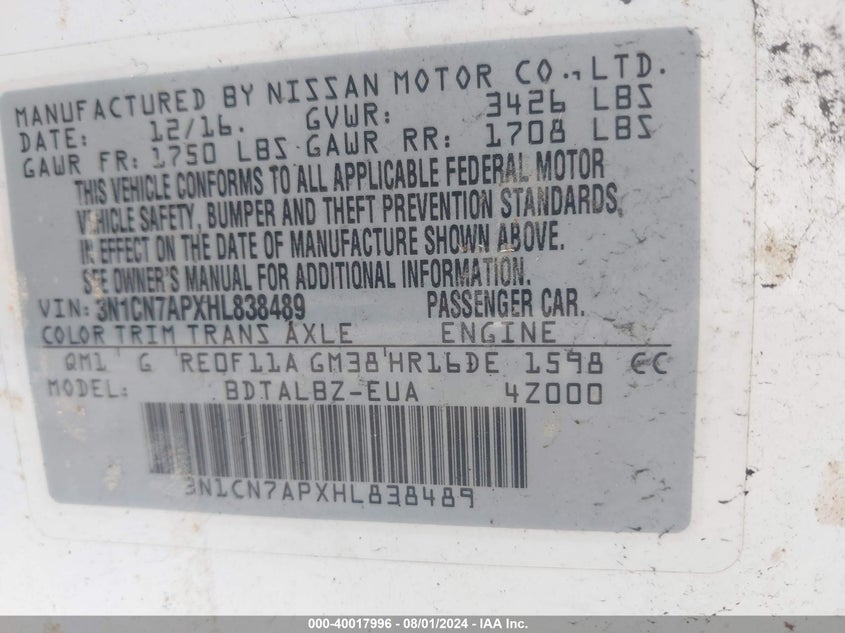 MANUFACTURED BY NISSAN MOTOR CO., LTD.
DATE: 12/16. GVWR: 3426 LBS
GAWR FR: 1750 LBS GAWR RR: 1708 LBS
THIS VEHICLE CONFORMS TO ALL APPLICABLE FEDERAL MOTOR
VEHICLE SAFETY, BUMPER AND THEFT PREVENTION STANDARDS,
IN EFFECT ON THE DATE OF MANUFACTURE SHOWN ABOVE.
SEE OWNER'S MANUAL FOR ADDITIONAL INFORMATION.
VIN: 3N1CN7APXHL838489 PASSENGER CAR.
COLOR TRIM TRANS AXLE ENGINE
QM1 G RE0F11A GM38 HR16DE 1598 CC
MODEL: BDTALBZ-EUA 4Z000
3N1CN7APXHL838489
000-40017996 - 08/01/2024 - IAA Inc.